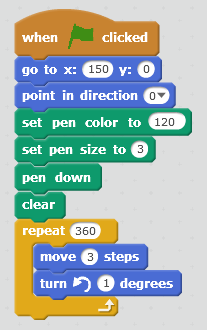 when clicked
go to x: 150 y: 0
point in direction 0
set pen color to 120
set pen size to 3
pen down
clear
repeat 360
move 3 steps
turn 1 degrees